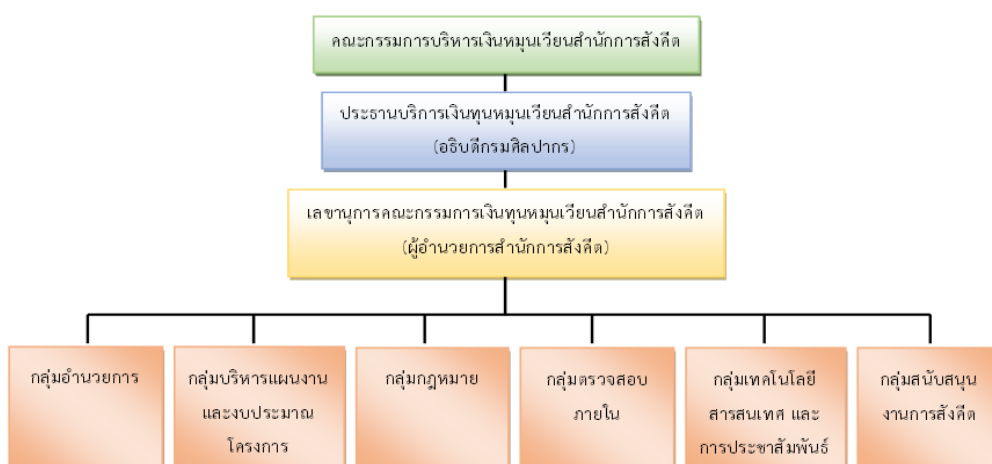 คณะกรรมการบริหารเงินหมุนเวียนสำนักการสังคีต
ประธานบริการเงินทุนหมุนเวียนสำนักการสังคีต
(อธิบดีกรมศิลปากร)
เลขานุการคณะกรรมการเงินทุนหมุนเวียนสำนักการสังคีต
(ผู้อำนวยการสำนักการสังคีต)
กลุ่มอำนวยการ
กลุ่มบริหารแผนงาน
และงบประมาณ
โครงการ
กลุ่มกฎหมาย
กลุ่มตรวจสอบ
ภายใน
กลุ่มเทคโนโลยี
สารสนเทศ และ
การประชาสัมพันธ์
กลุ่มสนับสนุน
งานการสังคีต